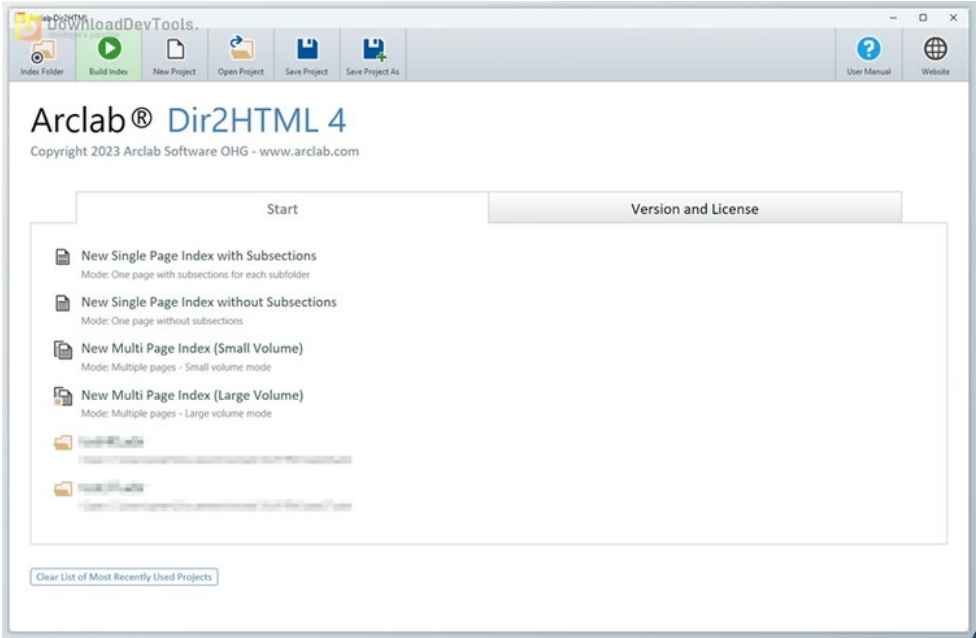 Arclab Dir2HTML
DownloadDevTools.
developer's paradise
Index Folder
Build Index
New Project
Open Project
Save Project
Save Project As
User Manual
Website
Arclab® Dir2HTML 4
Copyright 2023 Arclab Software OHG - www.arclab.com
Start
Version and License
New Single Page Index with Subsections
Mode: One page with subsections for each subfolder
New Single Page Index without Subsections
Mode: One page without subsections
New Multi Page Index (Small Volume)
Mode: Multiple pages - Small volume mode
New Multi Page Index (Large Volume)
Mode: Multiple pages - Large volume mode
Clear List of Most Recently Used Projects